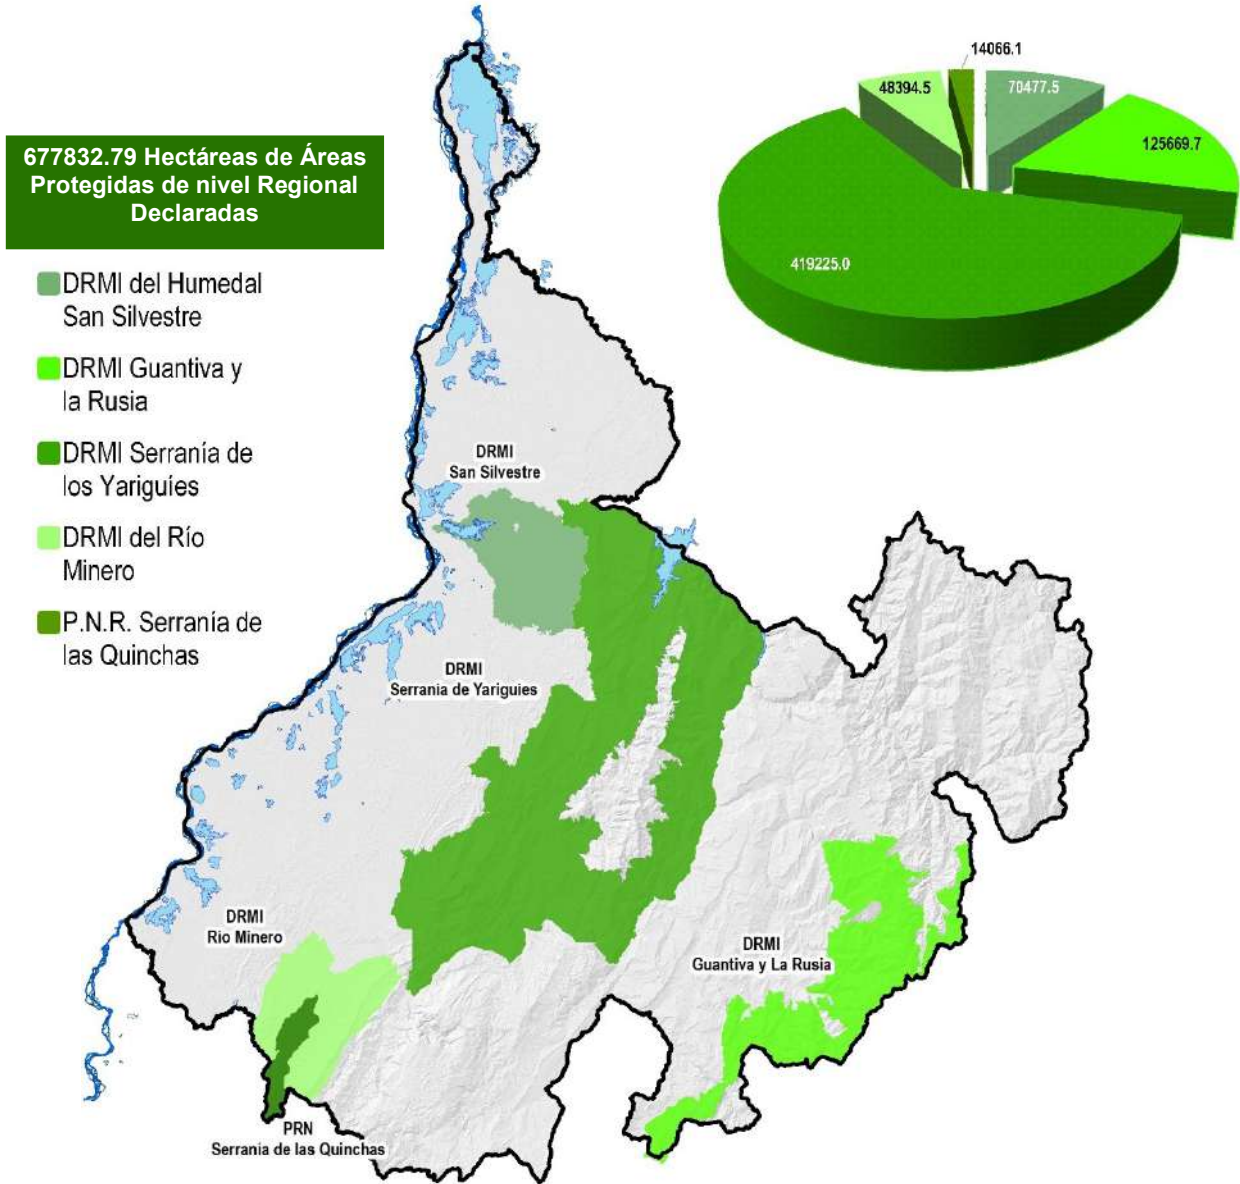 677832.79 Hectáreas de Áreas
Protegidas de nivel Regional
Declaradas
DRMI del Humedal
San Silvestre
DRMI Guantiva y
la Rusia
DRMI Serranía de
los Yariguíes
DRMI del Río
Minero
P.N.R. Serranía de
las Quinchas
14066.1
48394.5
70477.5
125669.7
419225.0
DRMI
San Silvestre
DRMI
Serrania de Yariguies
DRMI
Rio Minero
DRMI
Guantiva y La Rusia
PRN
Serrania de las Quinchas